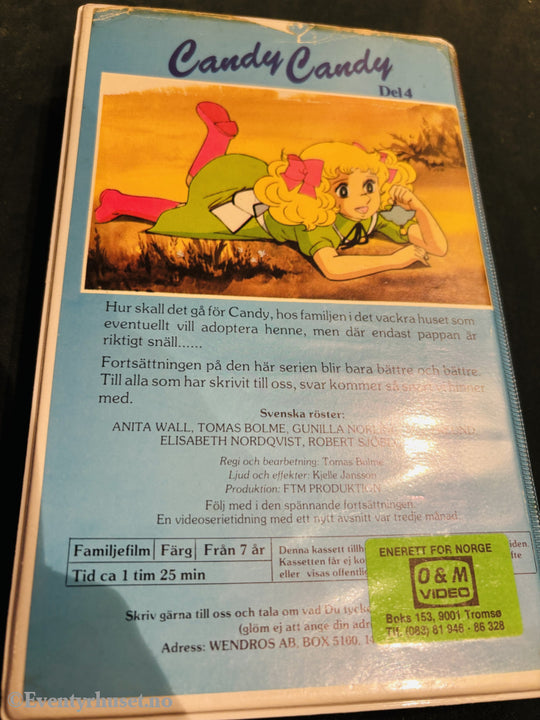 Candy Candy
Del 4
Hur skall det gå för Candy, hos familjen i det vackra huset som
eventuellt vill adoptera henne, men där endast pappan är
riktigt snäll......
Fortsättningen på den här serien blir bara bättre och bättre.
Till alla som har skrivit till oss, svar kommer så snart vi hinner
med.
Svenska röster:
ANITA WALL, TOMAS BOLME, GUNILLA
ELISABETH NORDQVIST, ROBERT
Regi och bearbetning: Tomas Bolme
Ljud och effekter: Kjelle Jansson
Produktion: FTM PRODUKTION
Följ med i den spännande fortsättningen.
En videoserietidning med ett nytt avsnitt var tredje månad.
Familjefilm Färg Från 7 år
Tid ca 1 tim 25 min
Denna kassett
Kassetten får ej
eller visas
ENERETT FOR NORGE
O & M
VIDEO
Boks 153, 9001 Tromsø
Tlf. (083) 81 946 - 86 328
Skriv gärna till oss och tala om vad Du
(glöm ej att ange din
Adress: WENDROS AB, BOX 5160,
©Eventyrhuset.no